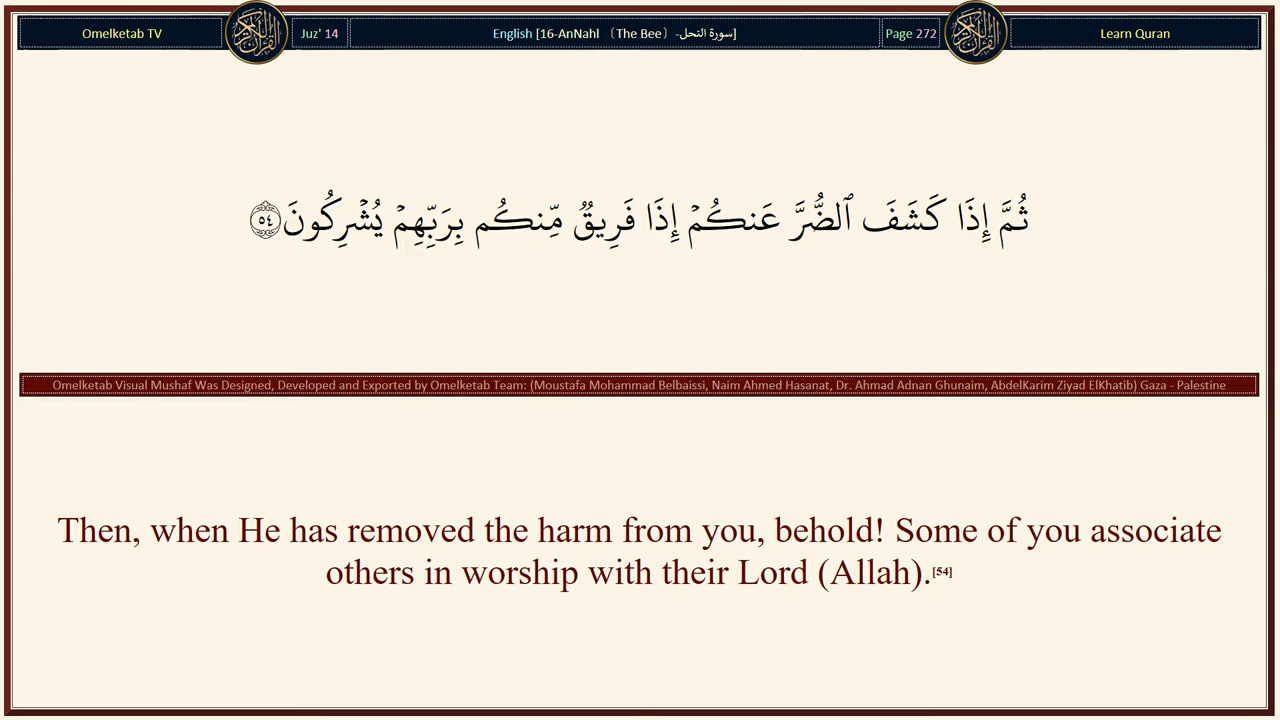 Omelketab TV
Juz' 14
English [16-AnNahl （The Bee）-سورة النحل]
Page 272
Learn Quran
ثُمَّ إِذَا كَشَفَ ٱلضُّرَّ عَنكُمۡ إِذَا فَرِيقٞ مِّنكُم بِرَبِّهِمۡ يُشۡرِكُونَ ٥٤
Omelketab Visual Mushaf Was Designed, Developed and Exported by Omelketab Team: (Moustafa Mohammad Belbaissi, Naim Ahmed Hasanat, Dr. Ahmad Adnan Ghunaim, AbdelKarim Ziyad ElKhatib) Gaza - Palestine
Then, when He has removed the harm from you, behold! Some of you associate
others in worship with their Lord (Allah).[54]